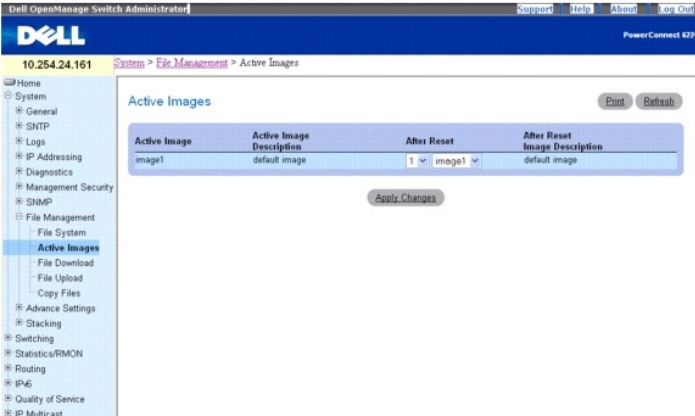 Dell OpenManage Switch Administrator
Support Help About Log Out
DELL
PowerConnect 622
10.254.24.161
System > File Management > Active Images
Home
System
General
SNTP
Logs
IP Addressing
Diagnostics
Management Security
SNMP
File Management
File System
Active Images
File Download
File Upload
Copy Files
Advance Settings
Stacking
Switching
Statistics/RMON
Routing
IPv6
Quality of Service
IP Multicast
Active Images
Print Refresh
Active Image Active Image Description After Reset After Reset Image Description
image1 default image 1 image1 default image
Apply Changes